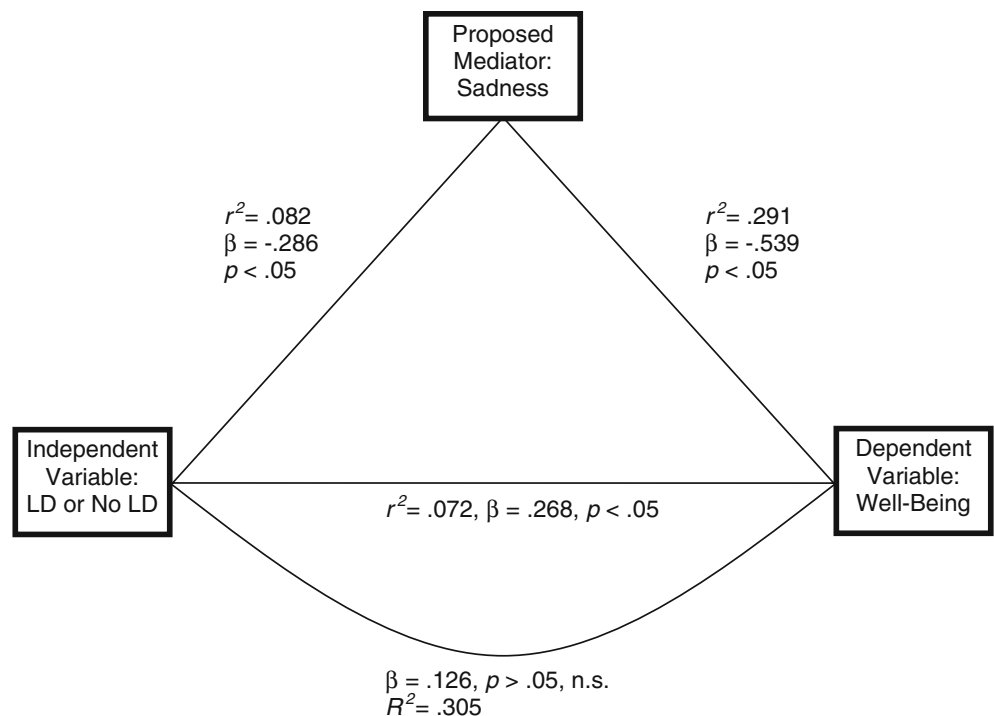 Proposed
Mediator:
Sadness
r²= .082
β = -.286
p < .05
r²= .291
β = -.539
p < .05
Independent
Variable:
LD or No LD
Dependent
Variable:
Well-Being
r²= .072, β = .268, p < .05
β = .126, p > .05, n.s.
R²= .305